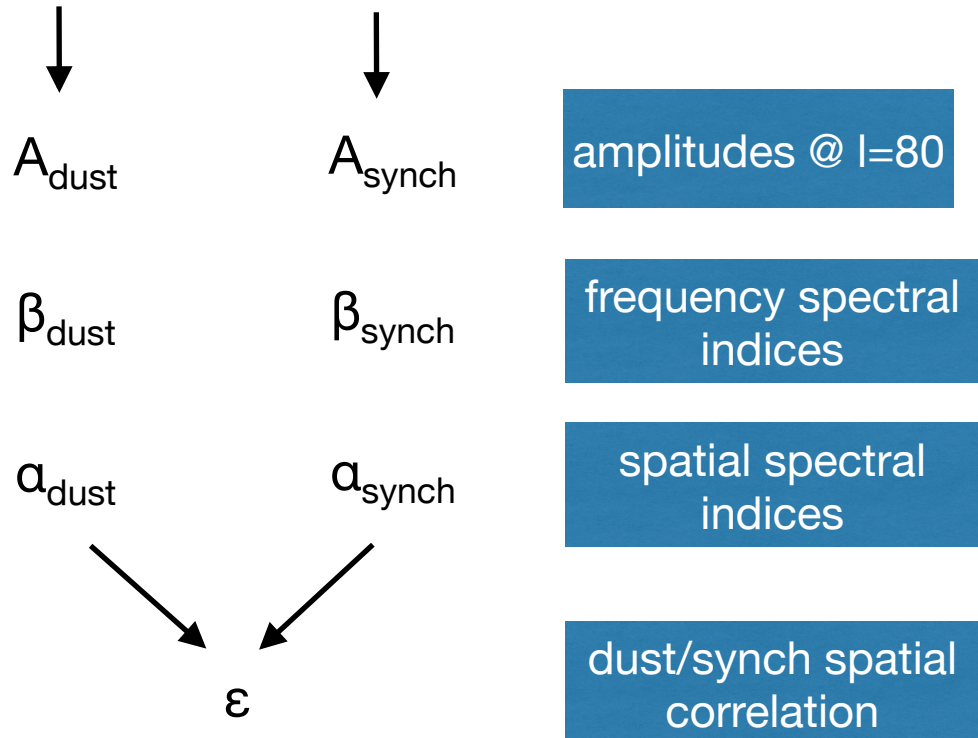 A_dust A_synch amplitudes @ l=80
β_dust β_synch frequency spectral
indices
α_dust α_synch spatial spectral
indices
dust/synch spatial
ε correlation